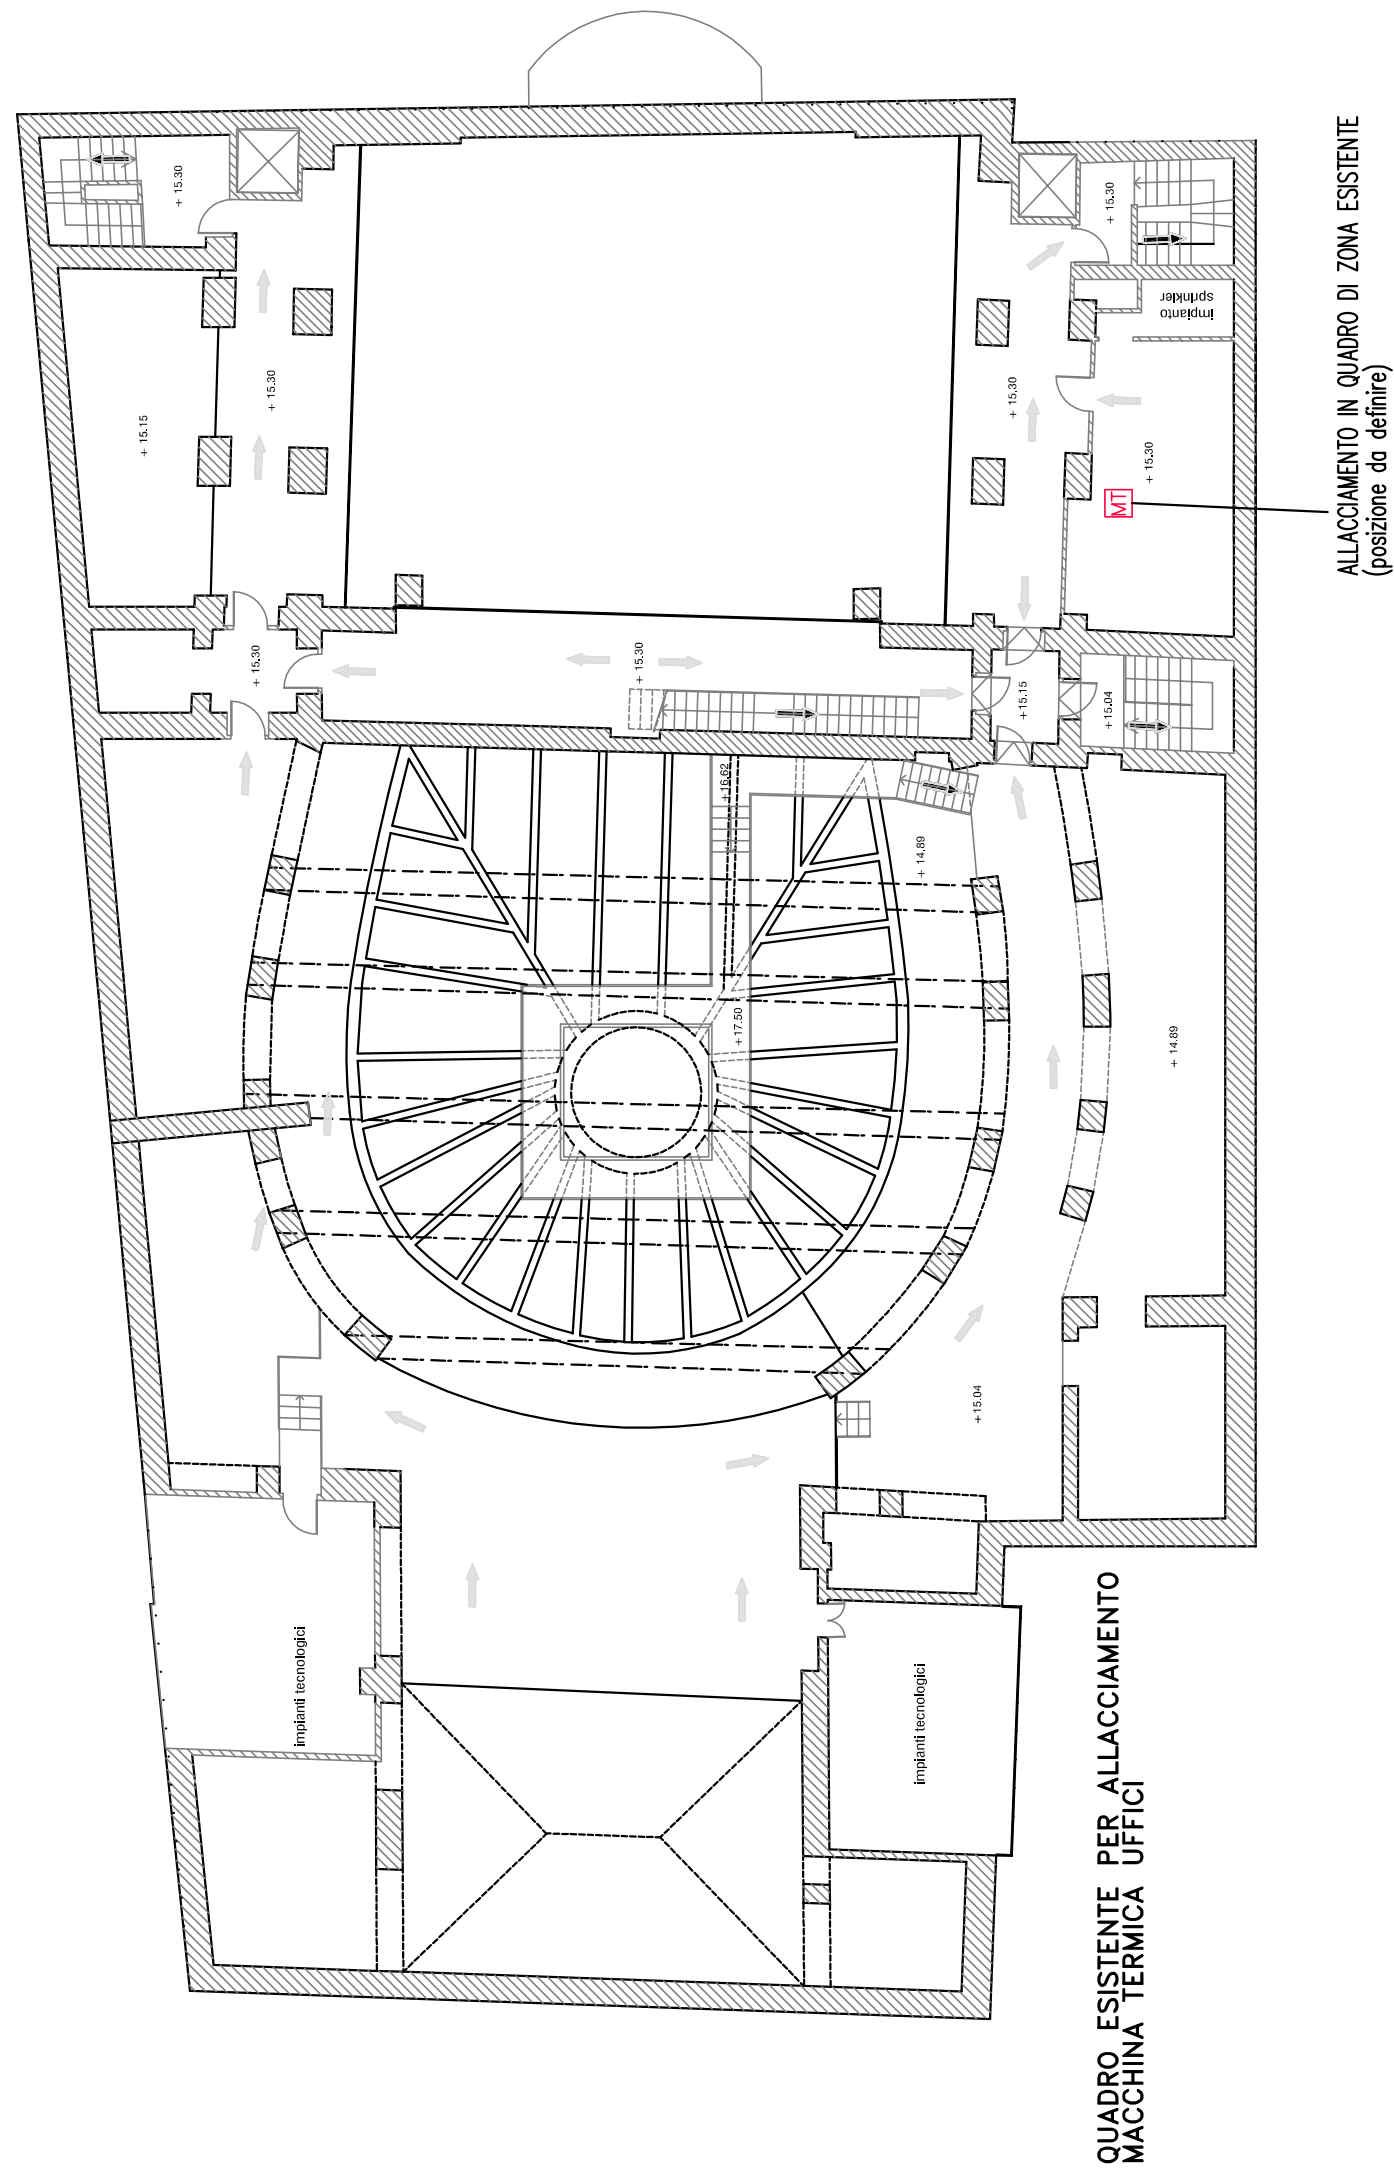 + 15.30
+ 15.30
impianto
sprinkler
+ 15.15
+ 15.30
+ 15.30
+ 15.30
MT
ALLACCIAMENTO IN QUADRO DI ZONA ESISTENTE
(posizione da definire)
+ 15.30
+ 15.30
+15.15
+15.04
+16.62
+ 14.89
+17.50
+ 14.89
+15.04
impianti tecnologici
impianti tecnologici
QUADRO ESISTENTE PER ALLACCIAMENTO
MACCHINA TERMICA UFFICI